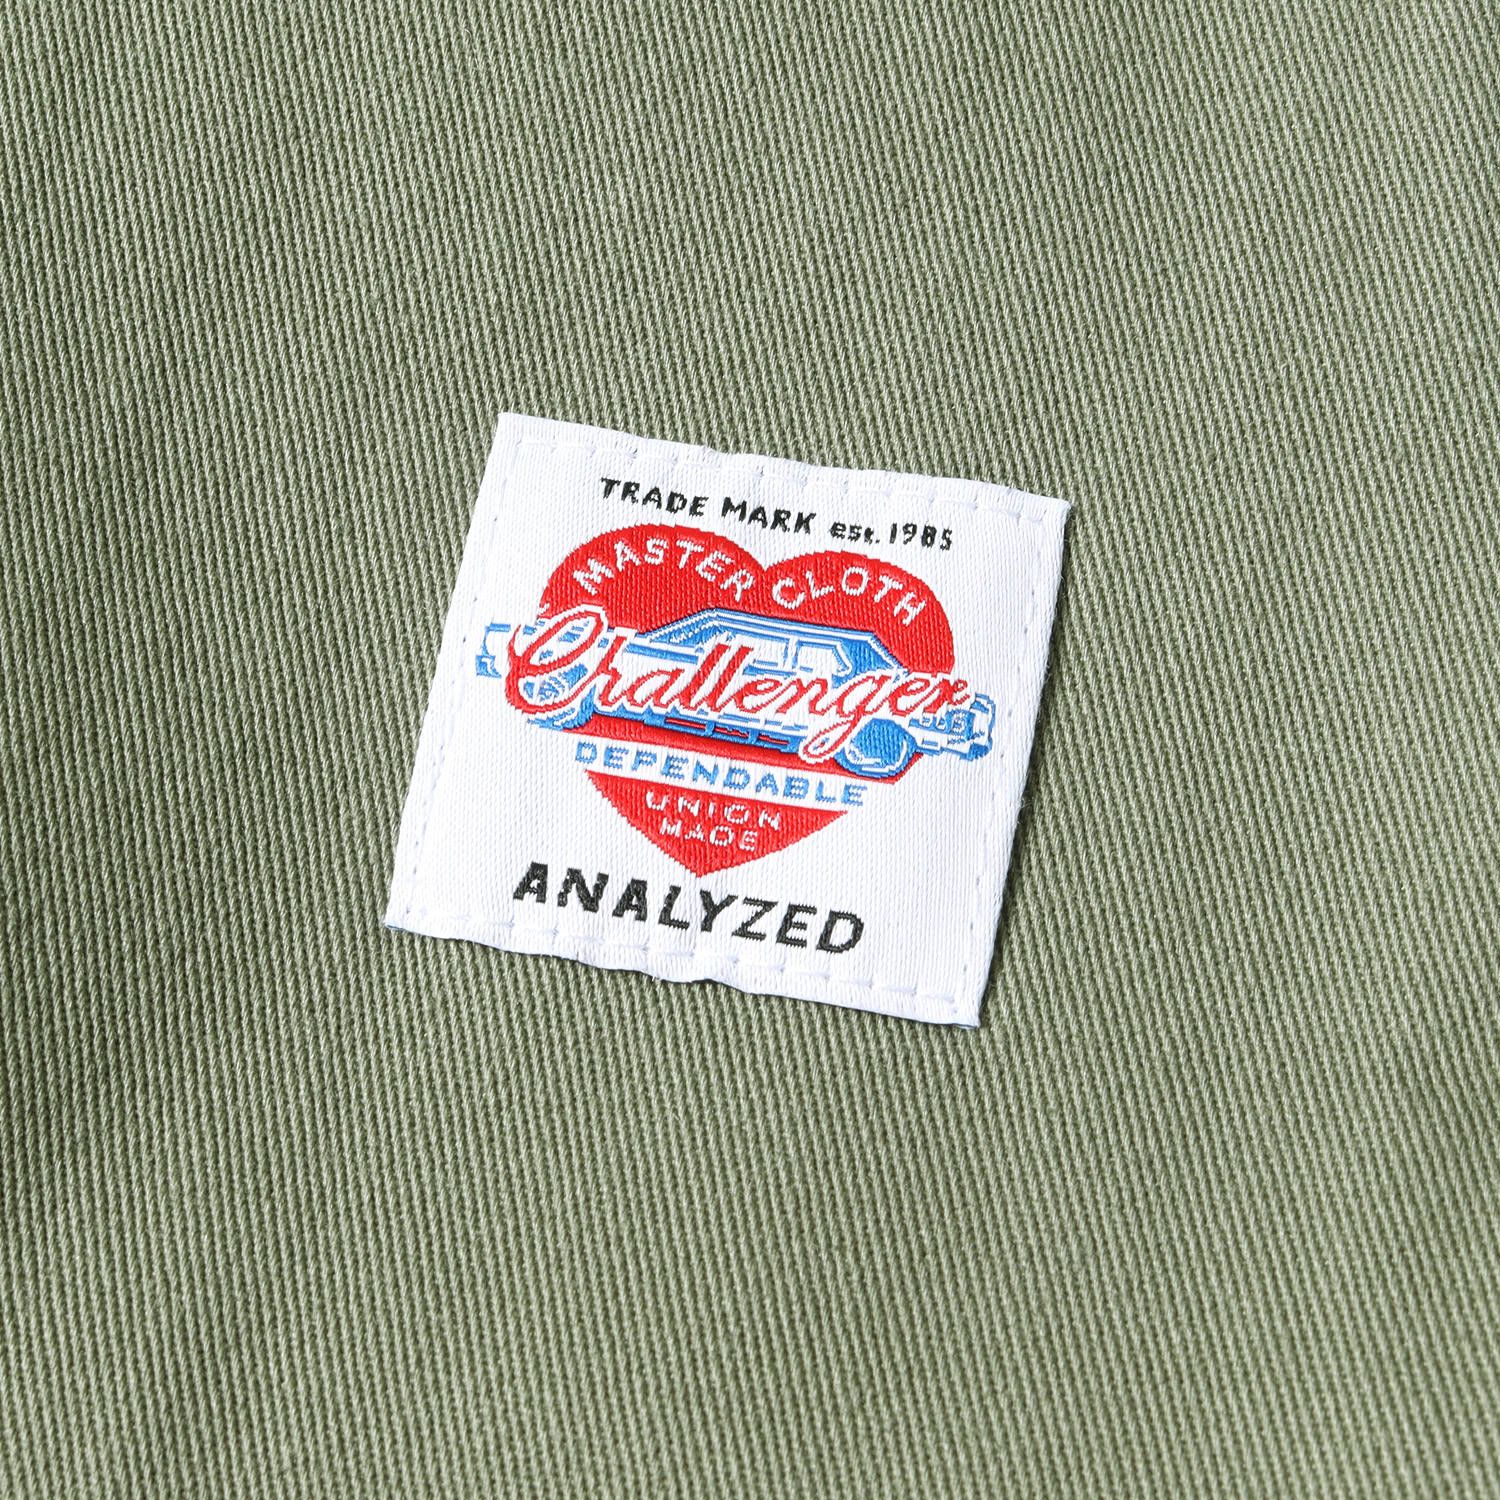 TRADE MARK est. 1985
MASTER CLOTH
Challenger
DEPENDABLE
UNION
MADE
ANALYZED